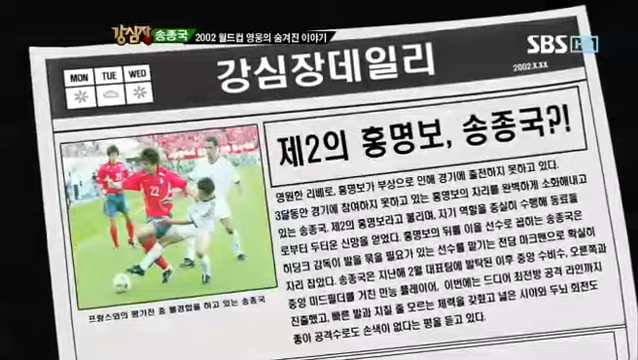 강심장 송종국 2002 월드컵 영웅의 숨겨진 이야기
SBS HD
MON TUE WED
강심장데일리
2002.X.XX
제2의 홍명보, 송종국?!
영원한 리베로, 홍명보가 부상으로 인해 경기에 출전하지 못하고 있다.
3달동안 경기에 참여하지 못하고 있는 홍명보의 자리를 완벽하게 소화해내고
있는 송종국. 제2의 홍명보라고 불리며, 자기 역할을 충실히 수행해 동료들
로부터 두터운 신망을 얻었다. 홍명보의 뒤를 이을 선수로 꼽히는 송종국은
히딩크 감독이 발을 묶을 필요가 있는 선수를 맡기는 전담 마크맨으로 확실히
자리 잡았다. 송종국은 지난해 2월 대표팀에 발탁된 이후 중앙 수비수, 오른쪽과
중앙 미드필더를 거친 만능 플레이어. 이번에는 드디어 최전방 공격 라인까지
진출했고, 빠른 발과 지칠 줄 모르는 체력을 갖췄고 넓은 시야와 두뇌 회전도
좋아 공격수로도 손색이 없다는 평을 듣고 있다.
22
프랑스와의 평가전 중 볼경합을 하고 있는 송종국